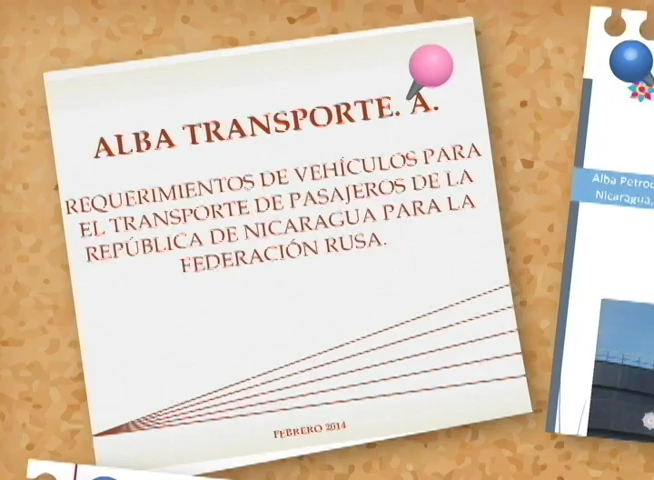 ALBA TRANSPORTE. A.
REQUERIMIENTOS DE VEHÍCULOS PARA
EL TRANSPORTE DE PASAJEROS DE LA
REPÚBLICA DE NICARAGUA PARA LA
FEDERACIÓN RUSA.
FEBRERO 2014
Alba Petroc
Nicaragua,